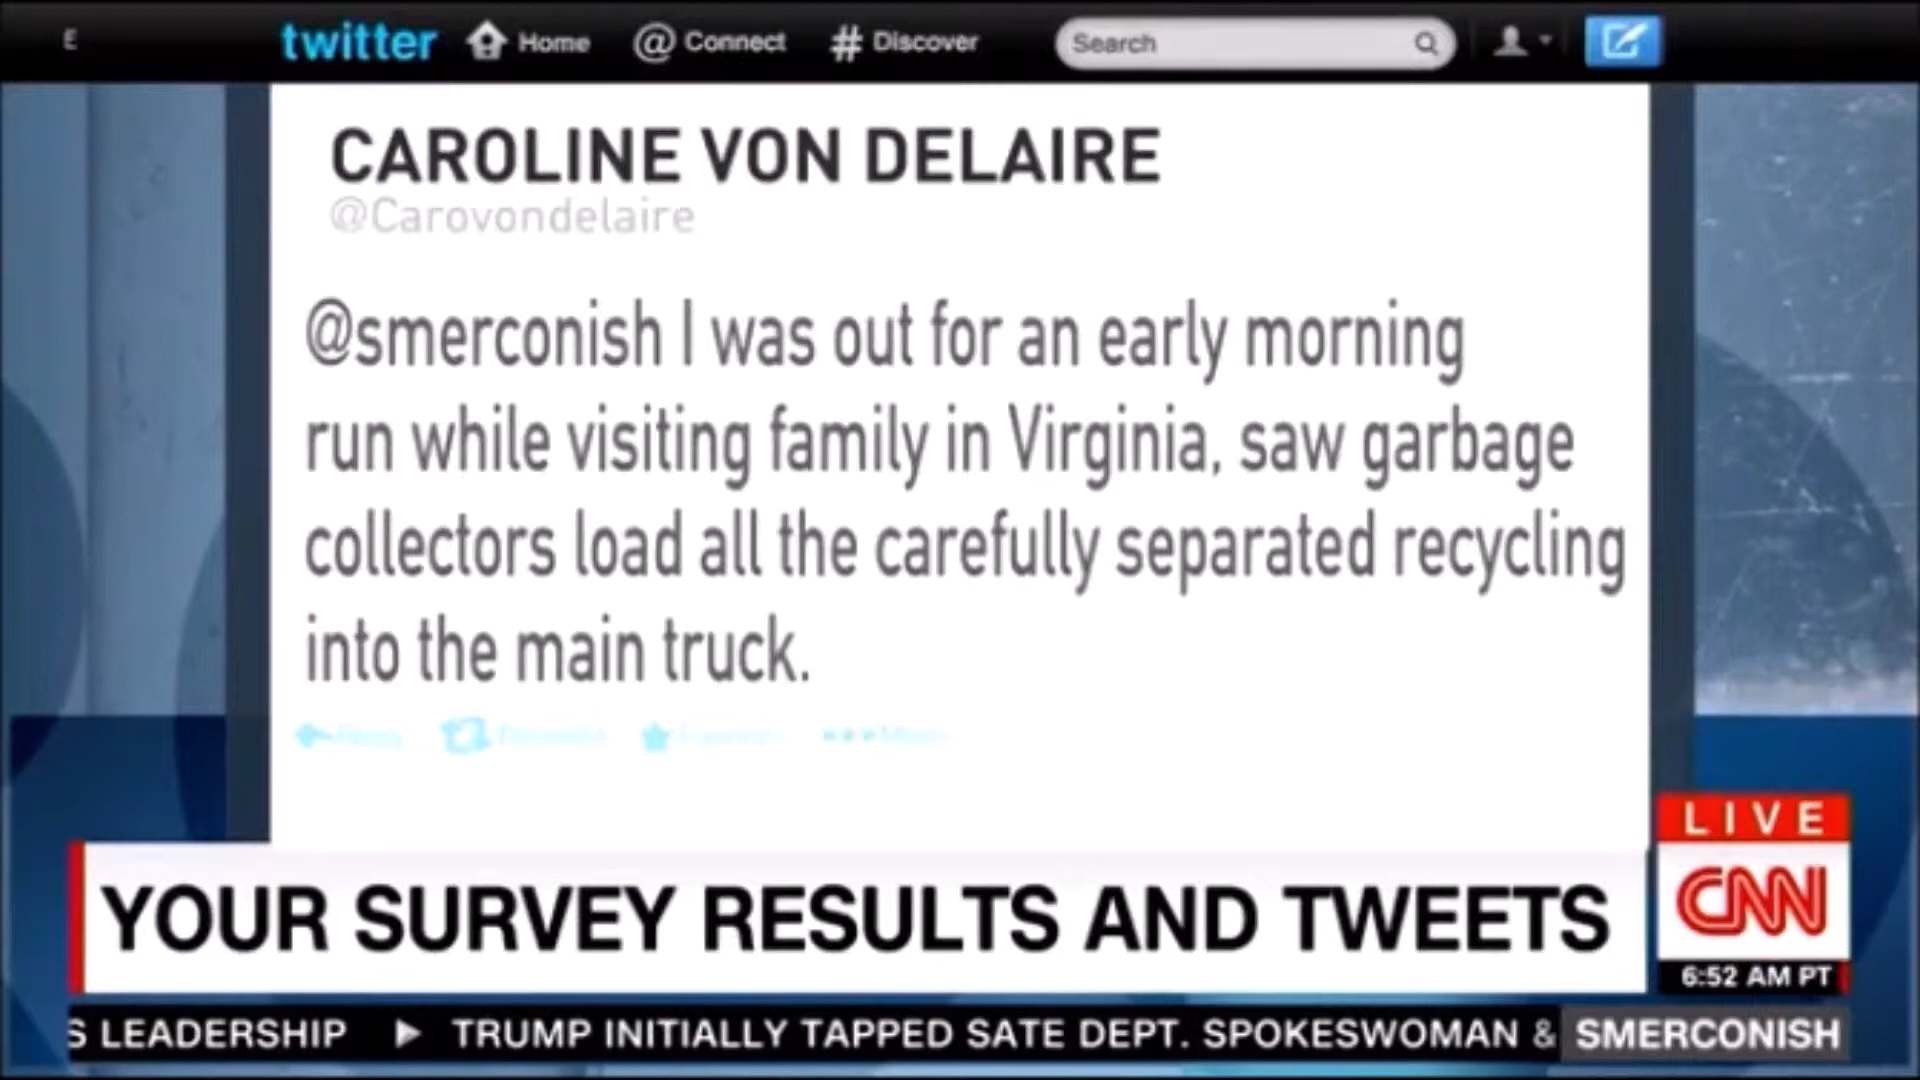 E
twitter Home @ Connect # Discover Search
CAROLINE VON DELAIRE
@Carovondelaire
@smerconish I was out for an early morning
run while visiting family in Virginia, saw garbage
collectors load all the carefully separated recycling
into the main truck.
LIVE
YOUR SURVEY RESULTS AND TWEETS
CNN
6:52 AM PT
S LEADERSHIP ▶ TRUMP INITIALLY TAPPED SATE DEPT. SPOKESWOMAN & SMERCONISH